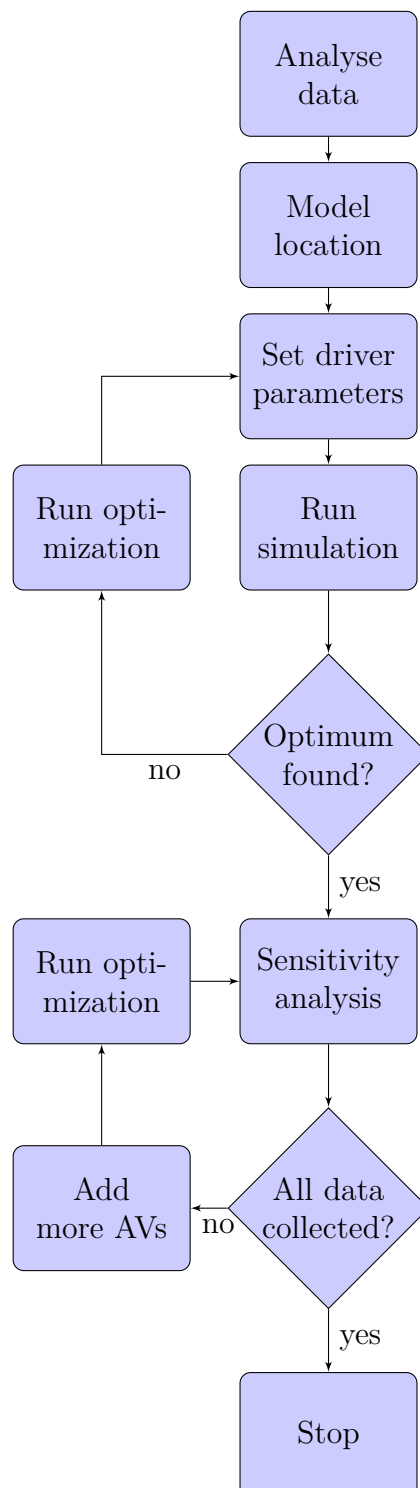 Analyse
data
Model
location
Set driver
parameters
Run opti-
mization
Run
simulation
Optimum
found?
no
yes
Run opti-
mization
Sensitivity
analysis
Add
more AVs
no
All data
collected?
yes
Stop